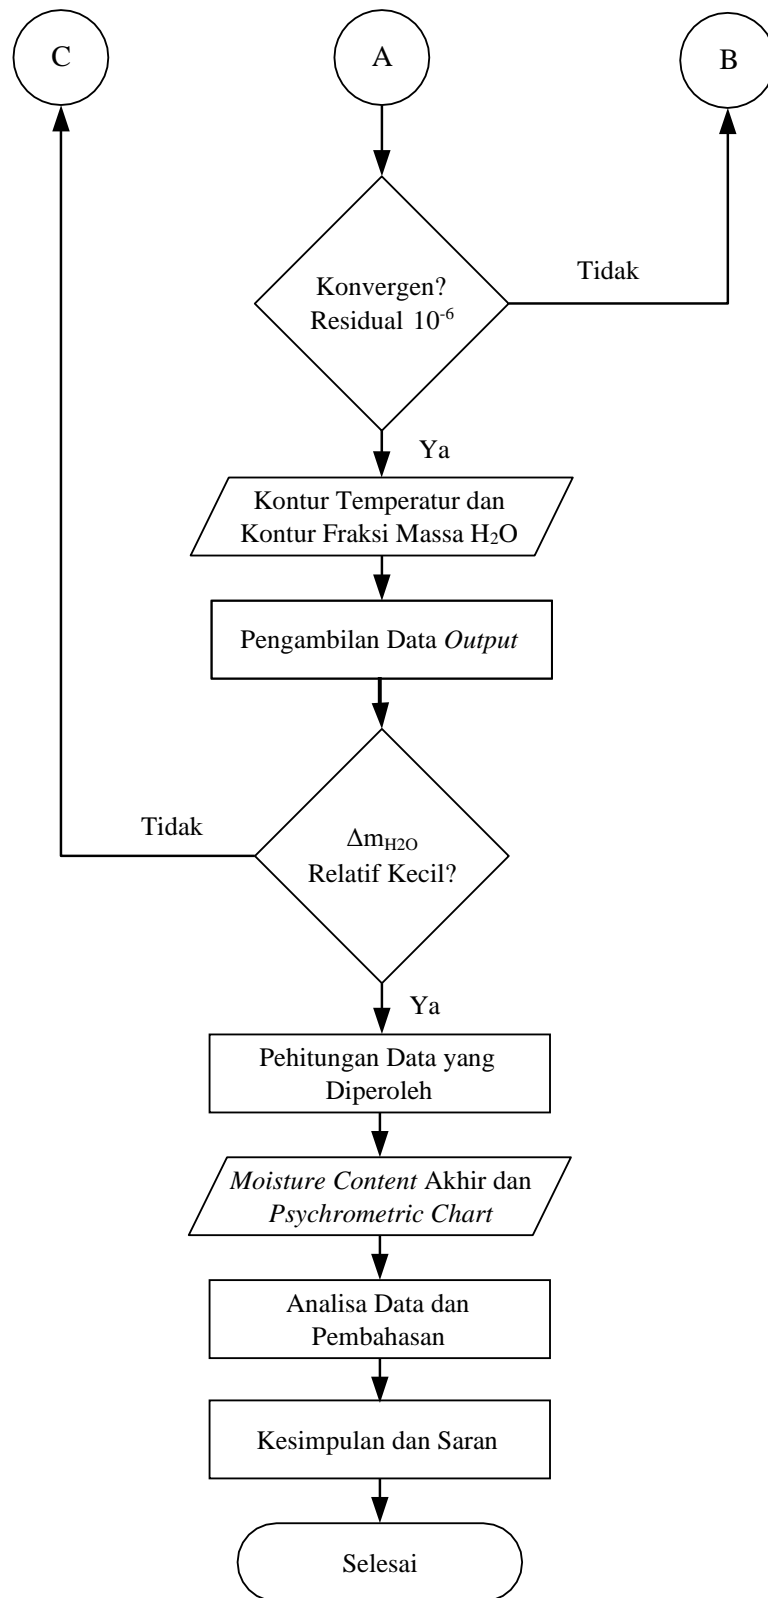 C
A
B
Konvergen?
Residual 10⁻⁶
Tidak
Ya
Kontur Temperatur dan
Kontur Fraksi Massa H₂O
Pengambilan Data Output
Δm_H2O
Relatif Kecil?
Tidak
Ya
Pehitungan Data yang
Diperoleh
Moisture Content Akhir dan
Psychrometric Chart
Analisa Data dan
Pembahasan
Kesimpulan dan Saran
Selesai